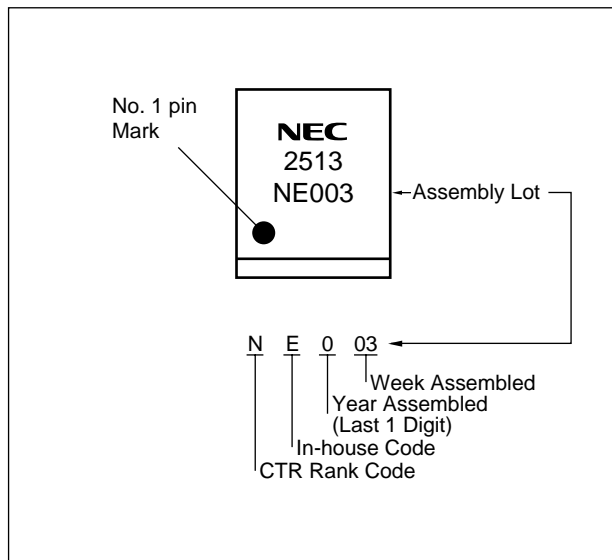 No. 1 pin
Mark
NEC
2513
NE003
Assembly Lot
N E 0 03
Week Assembled
Year Assembled
(Last 1 Digit)
In-house Code
CTR Rank Code